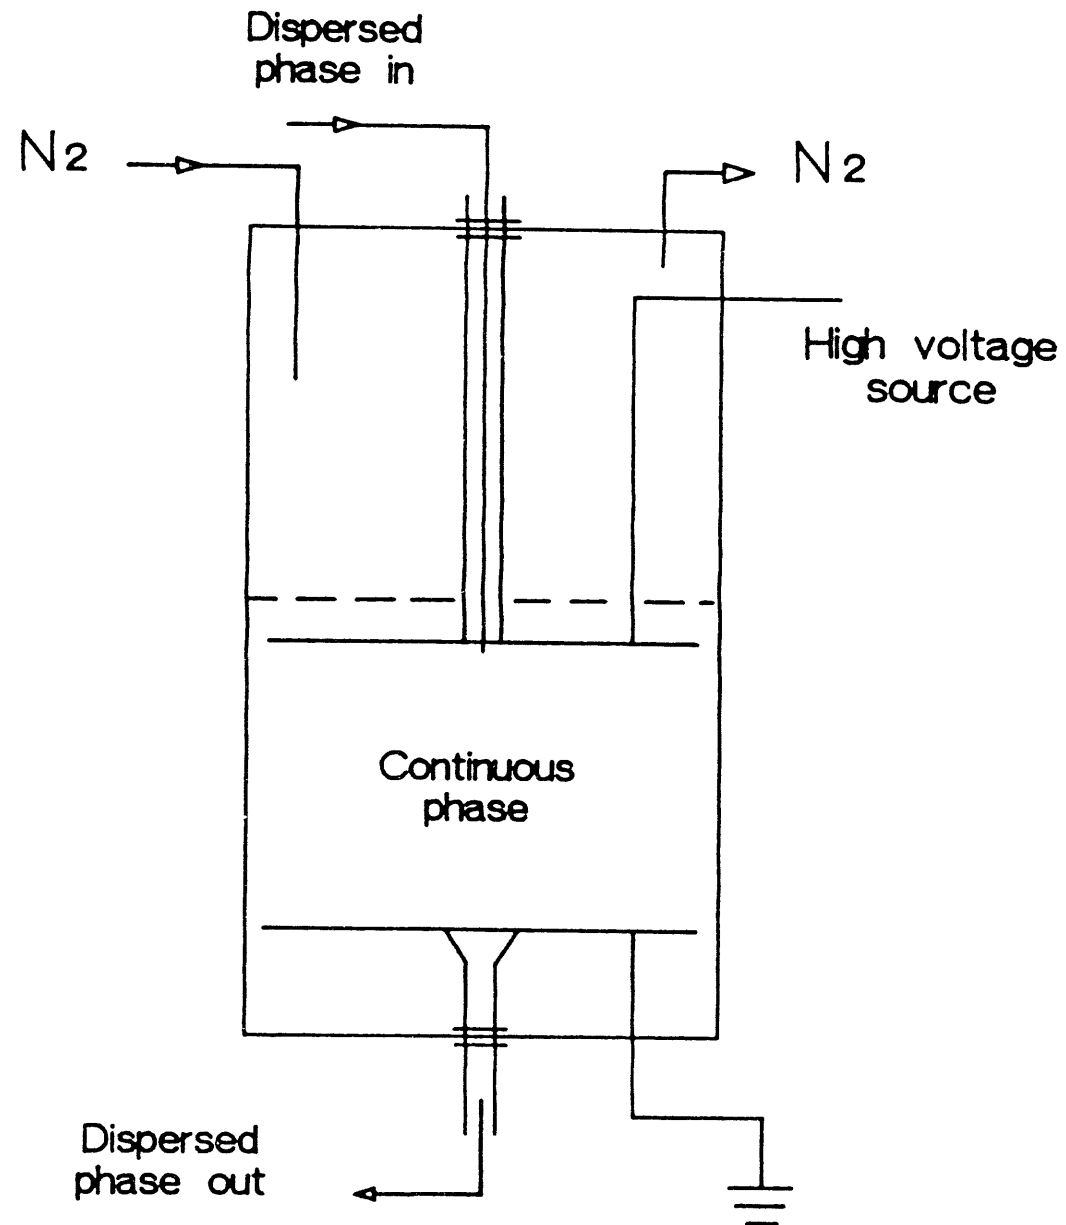 Dispersed
phase in
N2
N2
High voltage
source
Continuous
phase
Dispersed
phase out